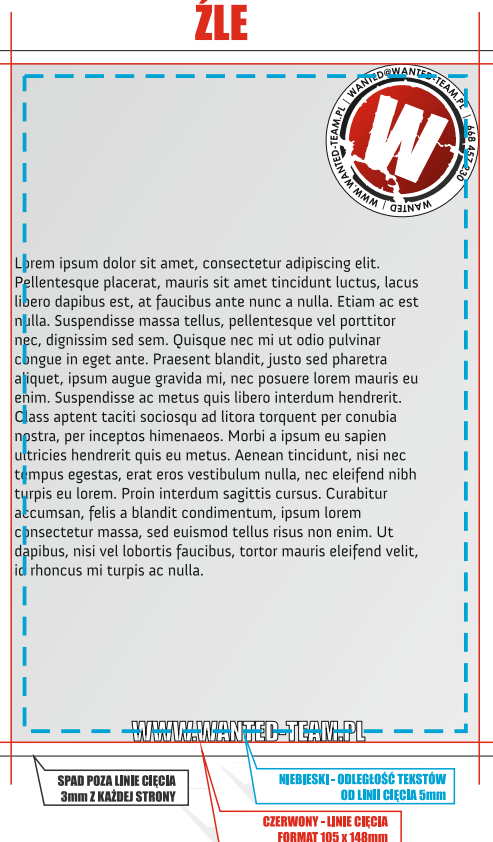 ŹLE
WWW.WANTED-TEAM.PL | WANTED@WANTED-TEAM.PL | 668 457 230
W
WANTED
Lorem ipsum dolor sit amet, consectetur adipiscing elit.
Pellentesque placerat, mauris sit amet tincidunt luctus, lacus
libero dapibus est, at faucibus ante nunc a nulla. Etiam ac est
nulla. Suspendisse massa tellus, pellentesque vel porttitor
nec, dignissim sed sem. Quisque nec mi ut odio pulvinar
congue in eget ante. Praesent blandit, justo sed pharetra
aliquet, ipsum augue gravida mi, nec posuere lorem mauris eu
enim. Suspendisse ac metus quis libero interdum hendrerit.
Class aptent taciti sociosqu ad litora torquent per conubia
nostra, per inceptos himenaeos. Morbi a ipsum eu sapien
ultricies hendrerit quis eu metus. Aenean tincidunt, nisi nec
tempus egestas, erat eros vestibulum nulla, nec eleifend nibh
turpis eu lorem. Proin interdum sagittis cursus. Curabitur
accumsan, felis a blandit condimentum, ipsum lorem
consectetur massa, sed euismod tellus risus non enim. Ut
dapibus, nisi vel lobortis faucibus, tortor mauris eleifend velit,
id rhoncus mi turpis ac nulla.
WWW.WANTED-TEAM.PL
SPAD POZA LINIE CIĘCIA
3mm Z KAŻDEJ STRONY
NIEBIESKI - ODLEGŁOŚĆ TEKSTÓW
OD LINII CIĘCIA 5mm
CZERWONY - LINIE CIĘCIA
FORMAT 105 x 148mm